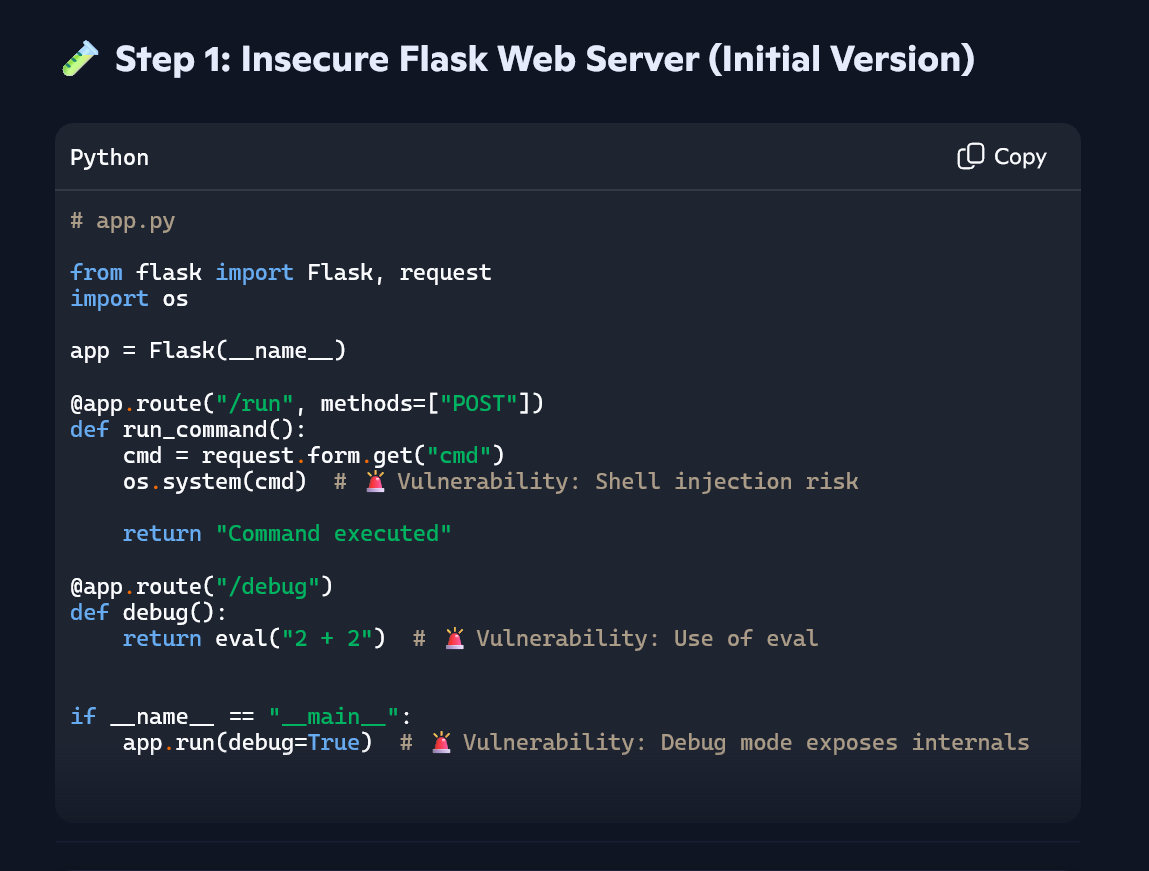 🧪 Step 1: Insecure Flask Web Server (Initial Version)
Python
Copy
# app.py
from flask import Flask, request
import os
app = Flask(__name__)
@app.route("/run", methods=["POST"])
def run_command():
    cmd = request.form.get("cmd")
    os.system(cmd)  # 🚨 Vulnerability: Shell injection risk
    return "Command executed"
@app.route("/debug")
def debug():
    return eval("2 + 2")  # 🚨 Vulnerability: Use of eval
if __name__ == "__main__":
    app.run(debug=True)  # 🚨 Vulnerability: Debug mode exposes internals